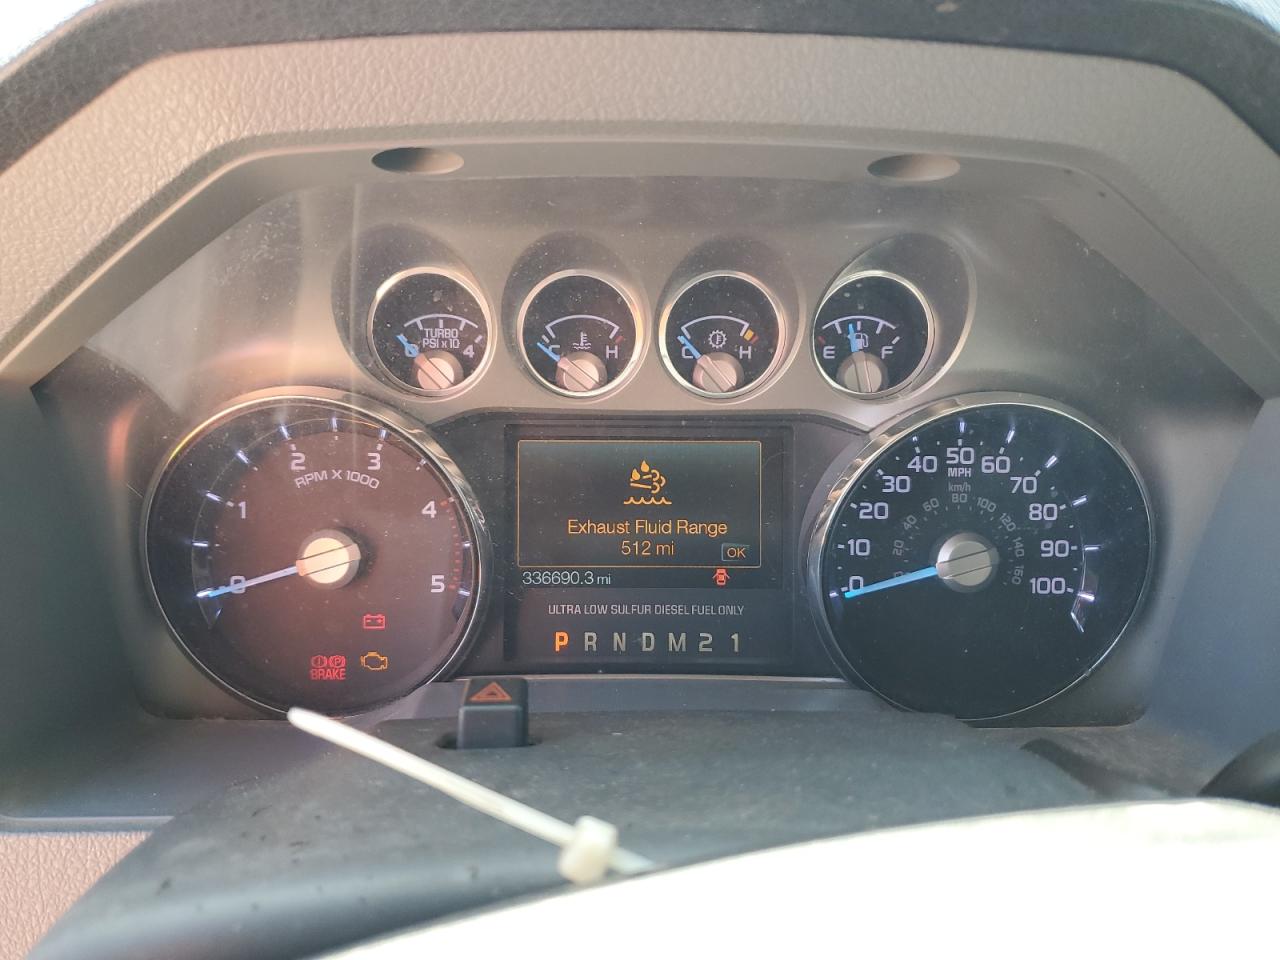 TURBO
PSI x 10
0 4
C H
C H
E F
0 1 2 3 4 5
RPM X 1000
BRAKE
P
Exhaust Fluid Range
512 mi
OK
336690.3 mi
ULTRA LOW SULFUR DIESEL FUEL ONLY
P R N D M 2 1
0 10 20 30 40 50 60 70 80 90 100
MPH
km/h
20 40 60 80 100 120 140 160